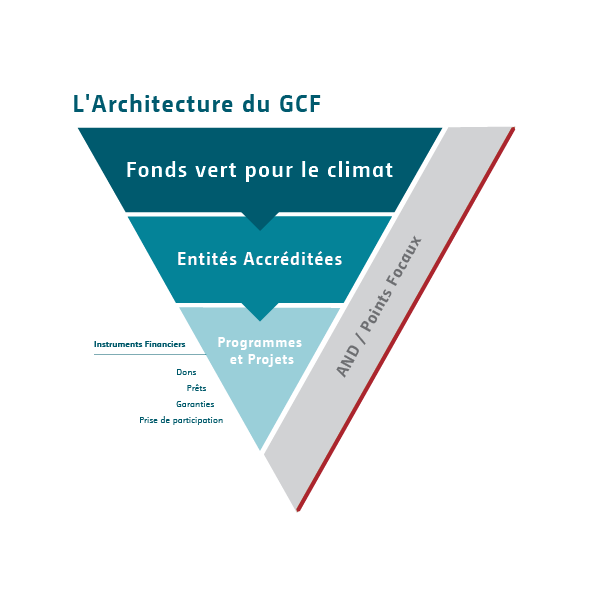 L'Architecture du GCF
Fonds vert pour le climat
Entités Accréditées
Programmes
et Projets
AND / Points Focaux
Instruments Financiers
Dons
Prêts
Garanties
Prise de participation